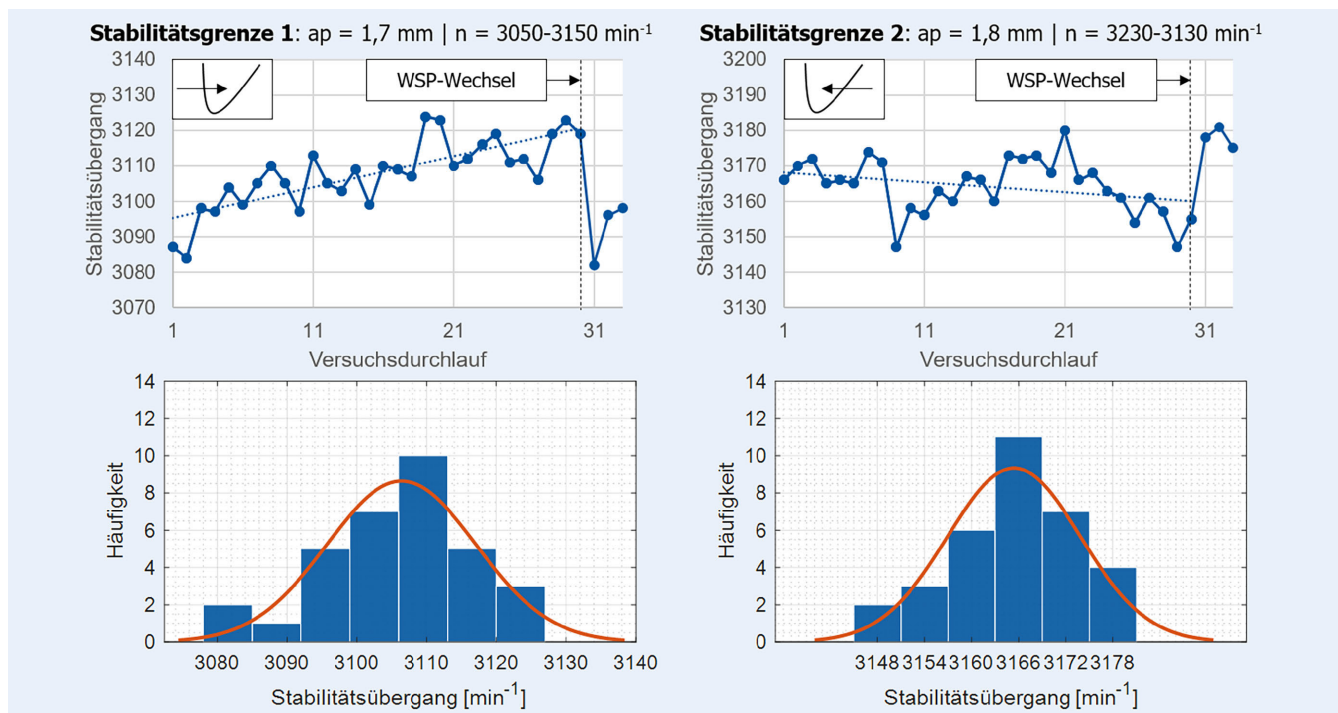 Stabilitätsgrenze 1: ap = 1,7 mm | n = 3050-3150 min⁻¹
3140
3130
3120
3110
3100
3090
3080
3070
Stabilitätsübergang
WSP-Wechsel
1 11 21 31
Versuchsdurchlauf
Stabilitätsgrenze 2: ap = 1,8 mm | n = 3230-3130 min⁻¹
3200
3190
3180
3170
3160
3150
3140
3130
Stabilitätsübergang
WSP-Wechsel
1 11 21 31
Versuchsdurchlauf
14
12
10
8
6
4
2
0
Häufigkeit
3080 3090 3100 3110 3120 3130 3140
Stabilitätsübergang [min⁻¹]
14
12
10
8
6
4
2
0
Häufigkeit
3148 3154 3160 3166 3172 3178
Stabilitätsübergang [min⁻¹]